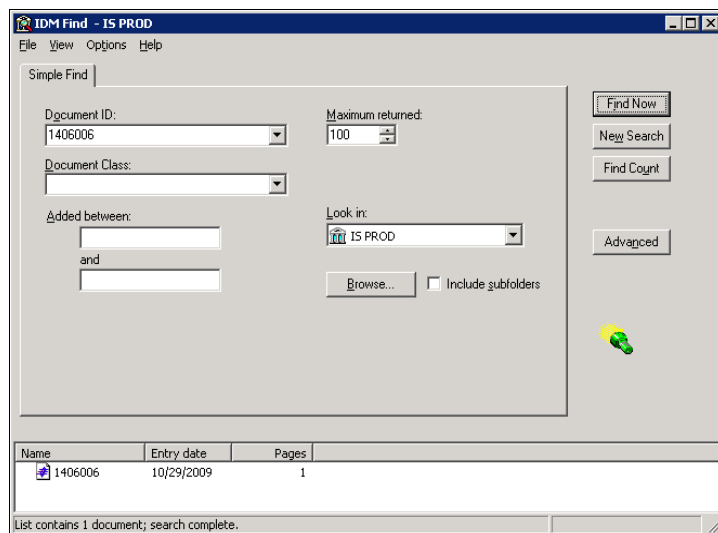 IDM Find - IS PROD
File View Options Help
Simple Find
Document ID:
1406006
Maximum returned:
100
Document Class:
Added between:
and
Look in:
IS PROD
Browse... Include subfolders
Find Now
New Search
Find Count
Advanced
Name Entry date Pages
1406006 10/29/2009 1
List contains 1 document; search complete.